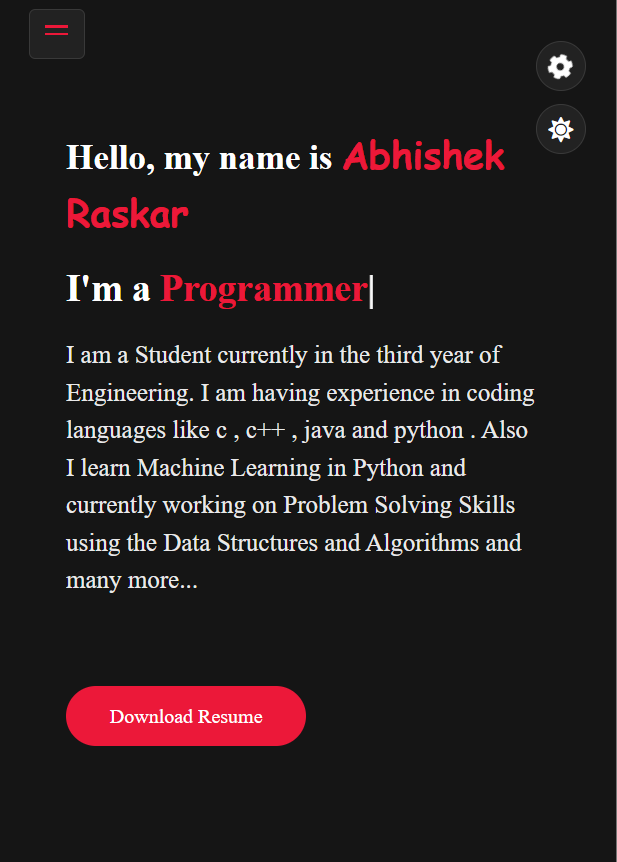 Hello, my name is Abhishek
Raskar
I'm a Programmer|
I am a Student currently in the third year of
Engineering. I am having experience in coding
languages like c , c++ , java and python . Also
I learn Machine Learning in Python and
currently working on Problem Solving Skills
using the Data Structures and Algorithms and
many more...
Download Resume